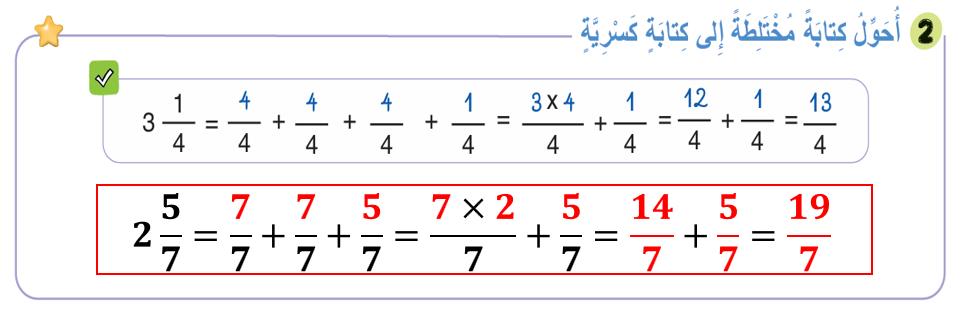 2 أُحَوِّلُ كِتابَةً مُخْتَلِطَةً إِلى كِتابَةٍ كَسْرِيَّةٍ
3 1/4 = 4/4 + 4/4 + 4/4 + 1/4 = 3 x 4/4 + 1/4 = 12/4 + 1/4 = 13/4
2 5/7 = 7/7 + 7/7 + 5/7 = 7 × 2/7 + 5/7 = 14/7 + 5/7 = 19/7